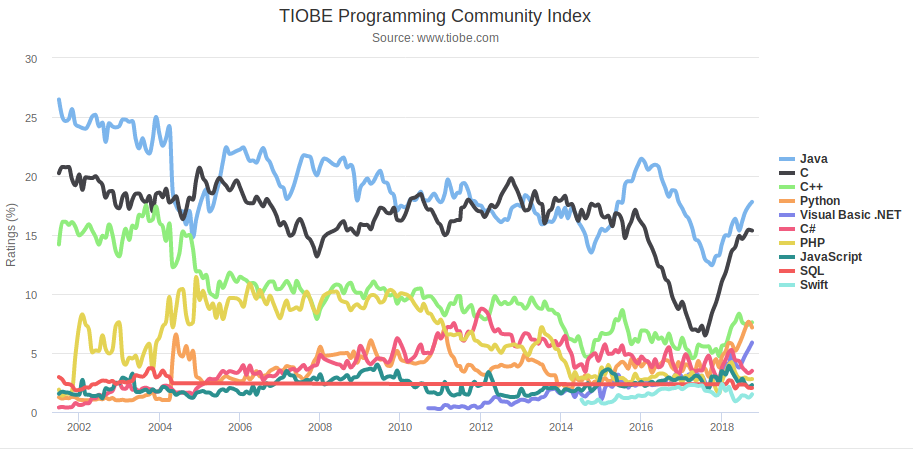 TIOBE Programming Community Index
Source: www.tiobe.com
Ratings (%)
30
25
20
15
10
5
0
2002 2004 2006 2008 2010 2012 2014 2016 2018
Java
C
C++
Python
Visual Basic .NET
C#
PHP
JavaScript
SQL
Swift